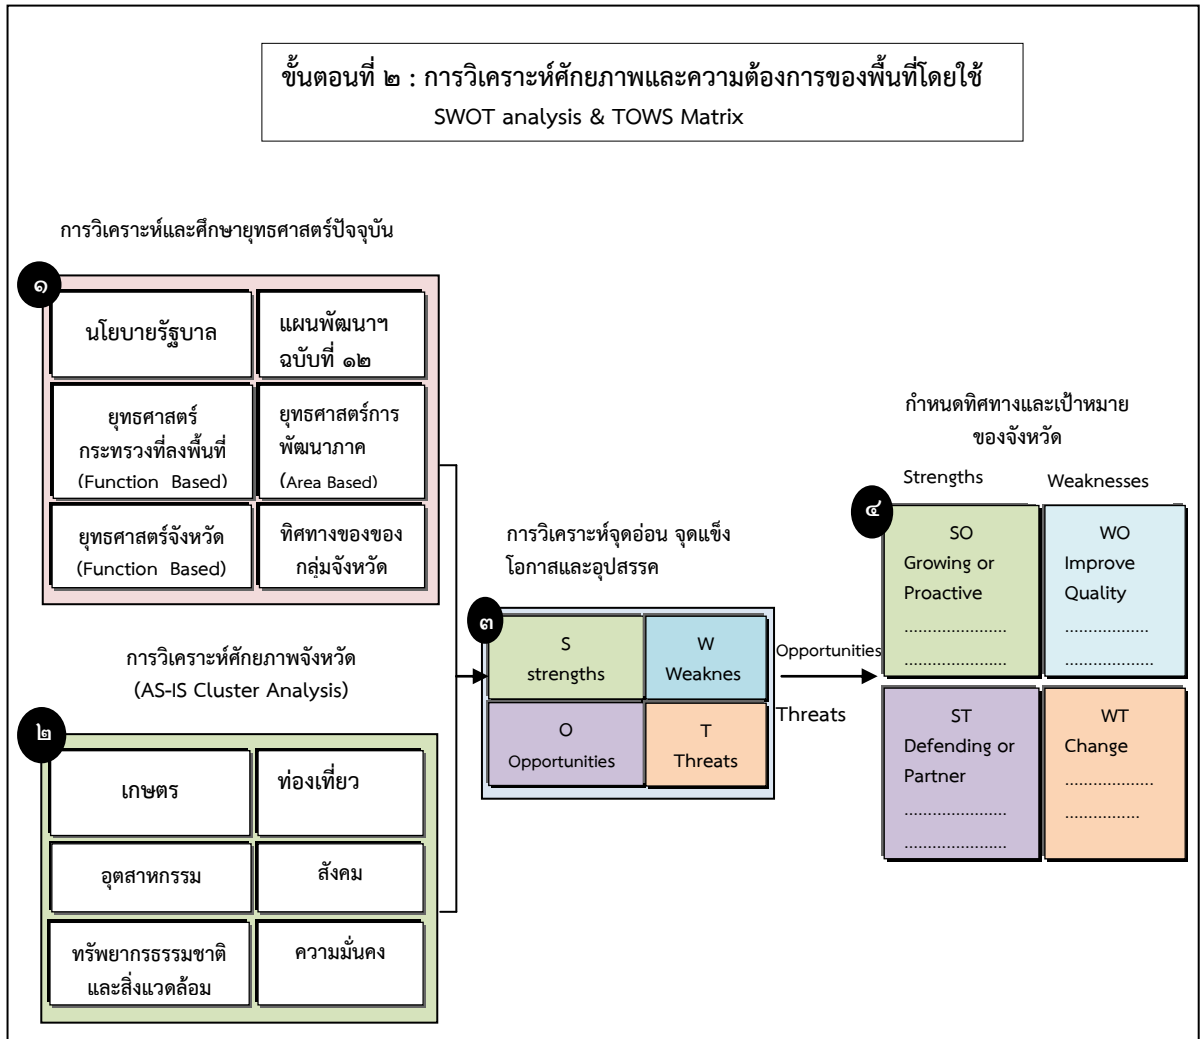 ขั้นตอนที่ ๒ : การวิเคราะห์ศักยภาพและความต้องการของพื้นที่โดยใช้
SWOT analysis & TOWS Matrix
การวิเคราะห์และศึกษายุทธศาสตร์ปัจจุบัน
๑
นโยบายรัฐบาล
แผนพัฒนาฯ
ฉบับที่ ๑๒
ยุทธศาสตร์
กระทรวงที่ลงพื้นที่
(Function Based)
ยุทธศาสตร์การ
พัฒนาภาค
(Area Based)
ยุทธศาสตร์จังหวัด
(Function Based)
ทิศทางของของ
กลุ่มจังหวัด
การวิเคราะห์ศักยภาพจังหวัด
(AS-IS Cluster Analysis)
๒
เกษตร
ท่องเที่ยว
อุตสาหกรรม
สังคม
ทรัพยากรธรรมชาติ
และสิ่งแวดล้อม
ความมั่นคง
การวิเคราะห์จุดอ่อน จุดแข็ง
โอกาสและอุปสรรค
๓
S
strengths
W
Weaknes
O
Opportunities
T
Threats
กำหนดทิศทางและเป้าหมาย
ของจังหวัด
Strengths
Weaknesses
Opportunities
Threats
๔
SO
Growing or
Proactive
......................
......................
WO
Improve
Quality
..................
...................
ST
Defending or
Partner
......................
......................
WT
Change
...................
................